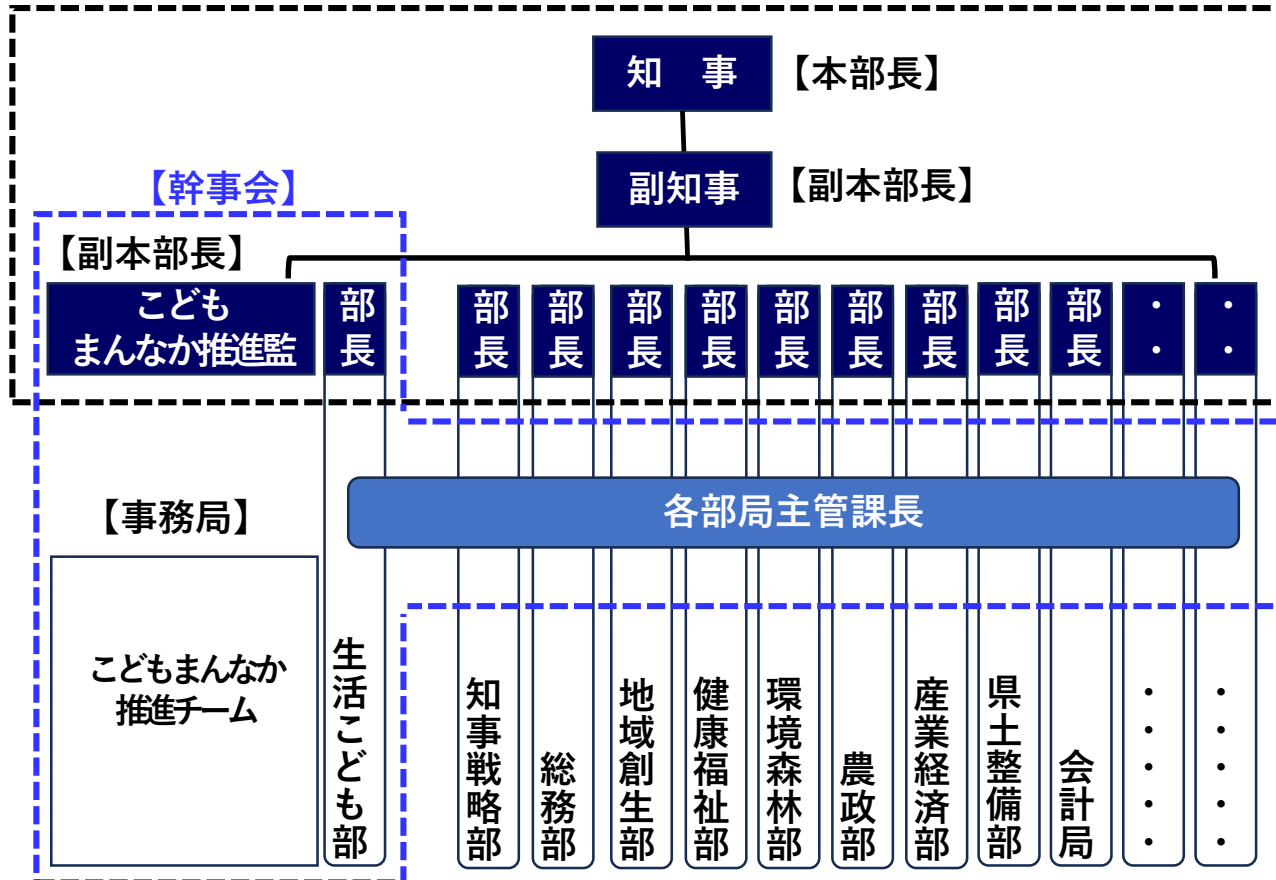 知　事
【本部長】
副知事
【副本部長】
【幹事会】
【副本部長】
こども
まんなか推進監
部長
部長
部長
部長
部長
部長
部長
部長
部長
部長
・・
・・
各部局主管課長
【事務局】
こどもまんなか
推進チーム
生活こども部
知事戦略部
総務部
地域創生部
健康福祉部
環境森林部
農政部
産業経済部
県土整備部
会計局
・・・・・
・・・・・